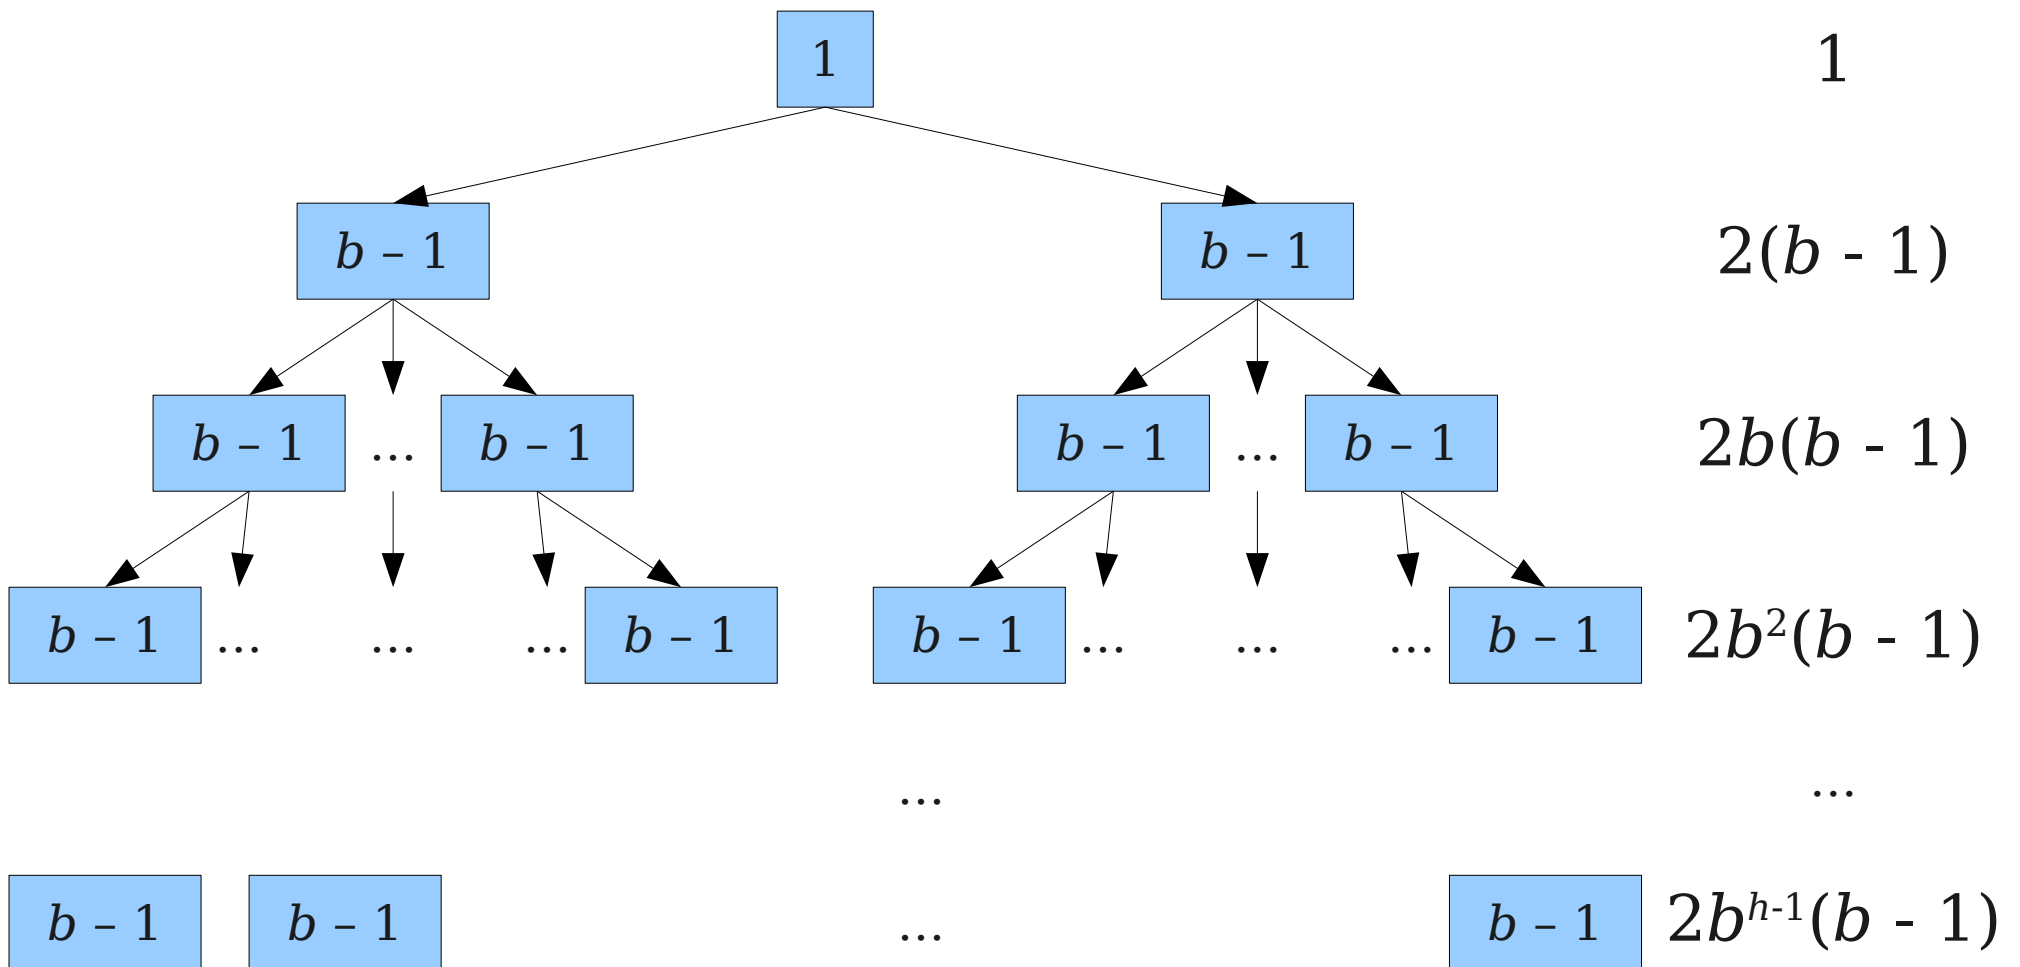 1 1
b – 1 b – 1 2(b - 1)
b – 1 ... b – 1 b – 1 ... b – 1 2b(b - 1)
b – 1 ... ... ... b – 1 b – 1 ... ... ... b – 1 2b²(b - 1)
... ...
b – 1 b – 1 ... b – 1 2bʰ⁻¹(b - 1)